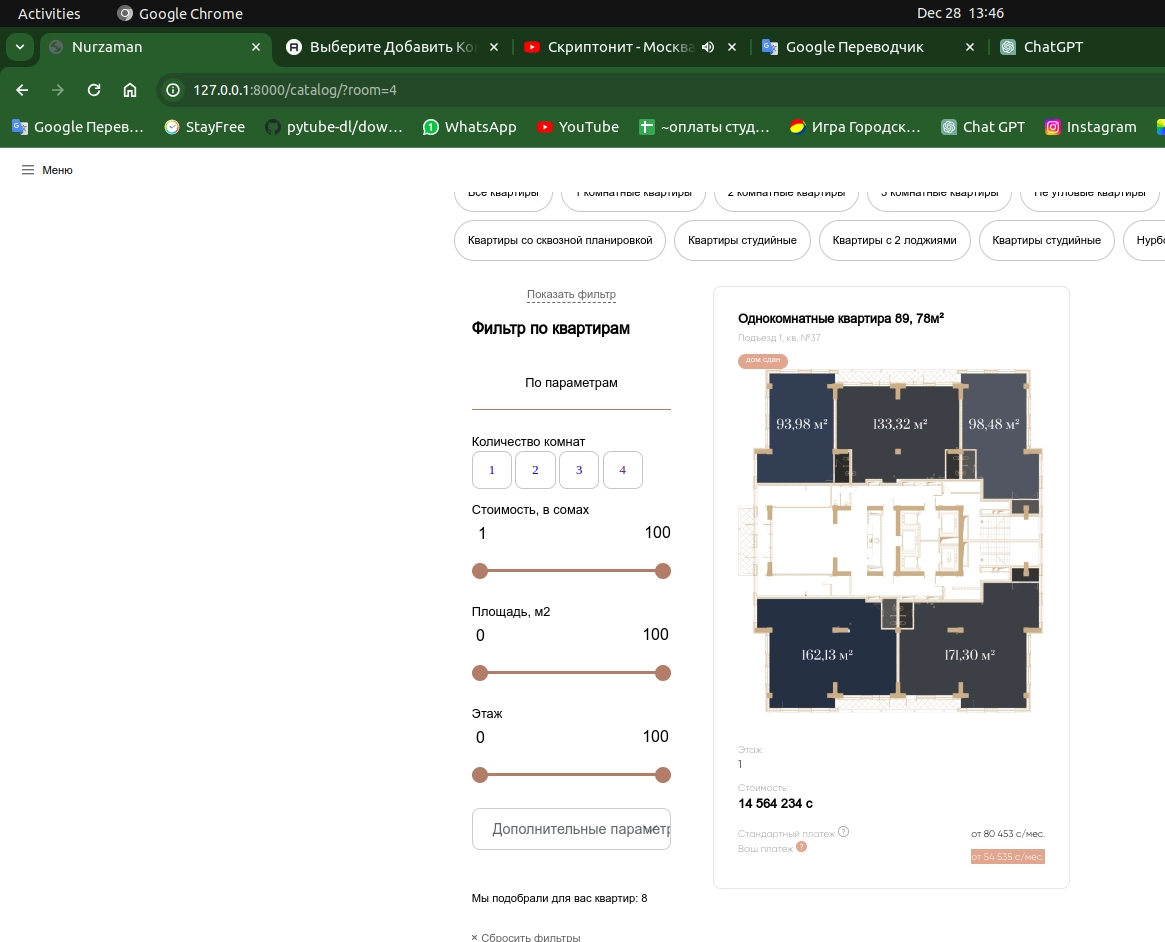 Activities Google Chrome Dec 28 13:46
Nurzaman Выберите Добавить Ко Скриптонит - Москва Google Переводчик ChatGPT
127.0.0.1:8000/catalog/?room=4
Google Перев… StayFree pytube-dl/dow… WhatsApp YouTube ~оплаты студ… Игра Городск… Chat GPT Instagram
Меню
Все квартиры 1 комнатные квартиры 2 комнатные квартиры 3 комнатные квартиры Не угловые квартиры
Квартиры со сквозной планировкой Квартиры студийные Квартиры с 2 лоджиями Квартиры студийные Нурбо
Показать фильтр
Фильтр по квартирам
По параметрам
Количество комнат
1 2 3 4
Стоимость, в сомах
1 100
Площадь, м2
0 100
Этаж
0 100
Дополнительные параметр
Мы подобрали для вас квартир: 8
× Сбросить фильтры
Однокомнатные квартира 89, 78м²
Подъезд 1, кв. №37
дом сдан
93,98 м² 133,32 м² 98,48 м²
162,13 м² 171,30 м²
Этаж:
1
Стоимость:
14 564 234 с
Стандартный платеж ? от 80 453 с/мес.
Ваш платеж ? от 54 535 с/мес.